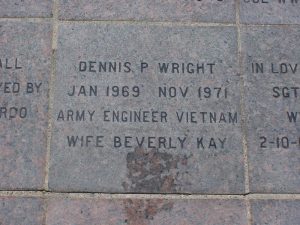 DENNIS P WRIGHT
JAN 1969 NOV 1971
ARMY ENGINEER VIETNAM
WIFE BEVERLY KAY
ALL
BY
RDO
IN LOV
SGT
W
2-10-